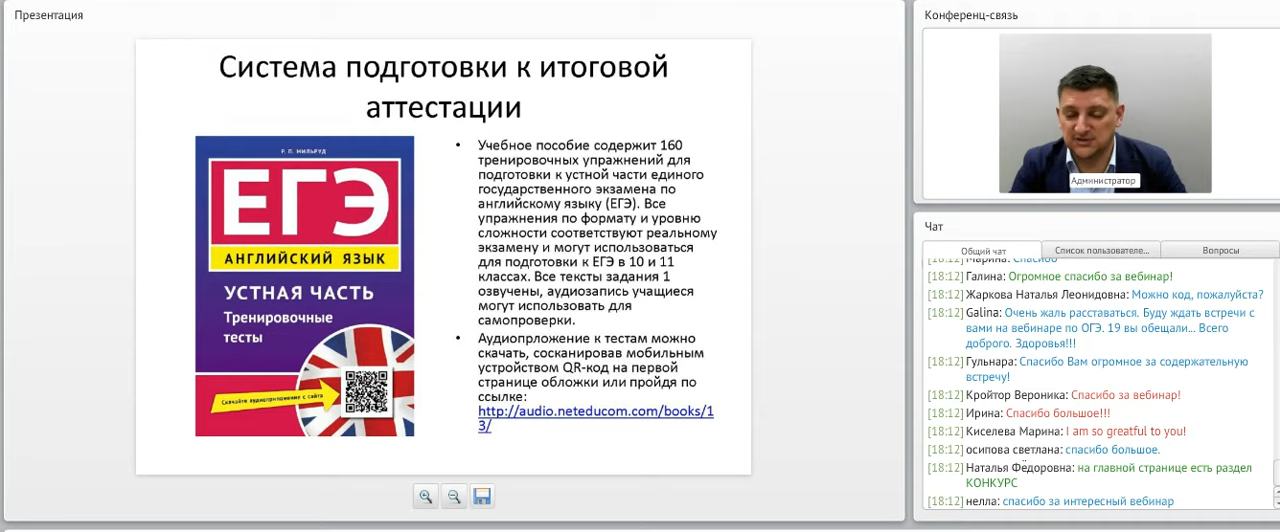 Презентация
Система подготовки к итоговой
аттестации
Р. П. МИЛЬРУД
ЕГЭ
АНГЛИЙСКИЙ ЯЗЫК
УСТНАЯ ЧАСТЬ
Тренировочные
тесты
Скачайте аудиоприложение с сайта
• Учебное пособие содержит 160
тренировочных упражнений для
подготовки к устной части единого
государственного экзамена по
английскому языку (ЕГЭ). Все
упражнения по формату и уровню
сложности соответствуют реальному
экзамену и могут использоваться
для подготовки к ЕГЭ в 10 и 11
классах. Все тексты задания 1
озвучены, аудиозапись учащиеся
могут использовать для
самопроверки.
• Аудиопрложение к тестам можно
скачать, сосканировав мобильным
устройством QR-код на первой
странице обложки или пройдя по
ссылке:
http://audio.neteducom.com/books/1
3/
Конференц-связь
Администратор
Чат
Общий чат
Список пользователе...
Вопросы
[18:12] Марина: Спасибо
[18:12] Галина: Огромное спасибо за вебинар!
[18:12] Жаркова Наталья Леонидовна: Можно код, пожалуйста?
[18:12] Galina: Очень жаль расставаться. Буду ждать встречи с
вами на вебинаре по ОГЭ. 19 вы обещали... Всего
доброго. Здоровья!!!
[18:12] Гульнара: Спасибо Вам огромное за содержательную
встречу!
[18:12] Кройтор Вероника: Спасибо за вебинар!
[18:12] Ирина: Спасибо большое!!!
[18:12] Киселева Марина: I am so greatful to you!
[18:12] осипова светлана: спасибо большое.
[18:12] Наталья Фёдоровна: на главной странице есть раздел
КОНКУРС
[18:12] нелла: спасибо за интересный вебинар